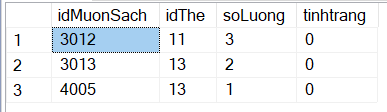 idMuonSach idThe soLuong tinhtrang
1 3012 11 3 0
2 3013 13 2 0
3 4005 13 1 0